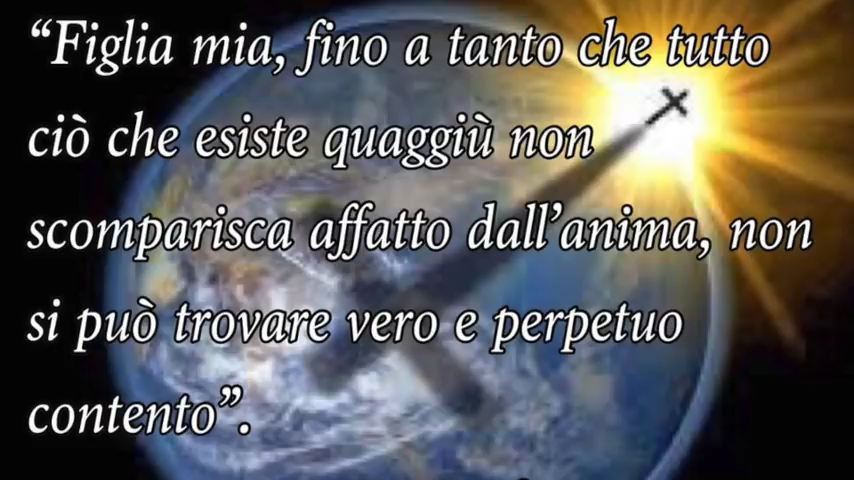 “Figlia mia, fino a tanto che tutto
ciò che esiste quaggiù non
scomparisca affatto dall’anima, non
si può trovare vero e perpetuo
contento”.